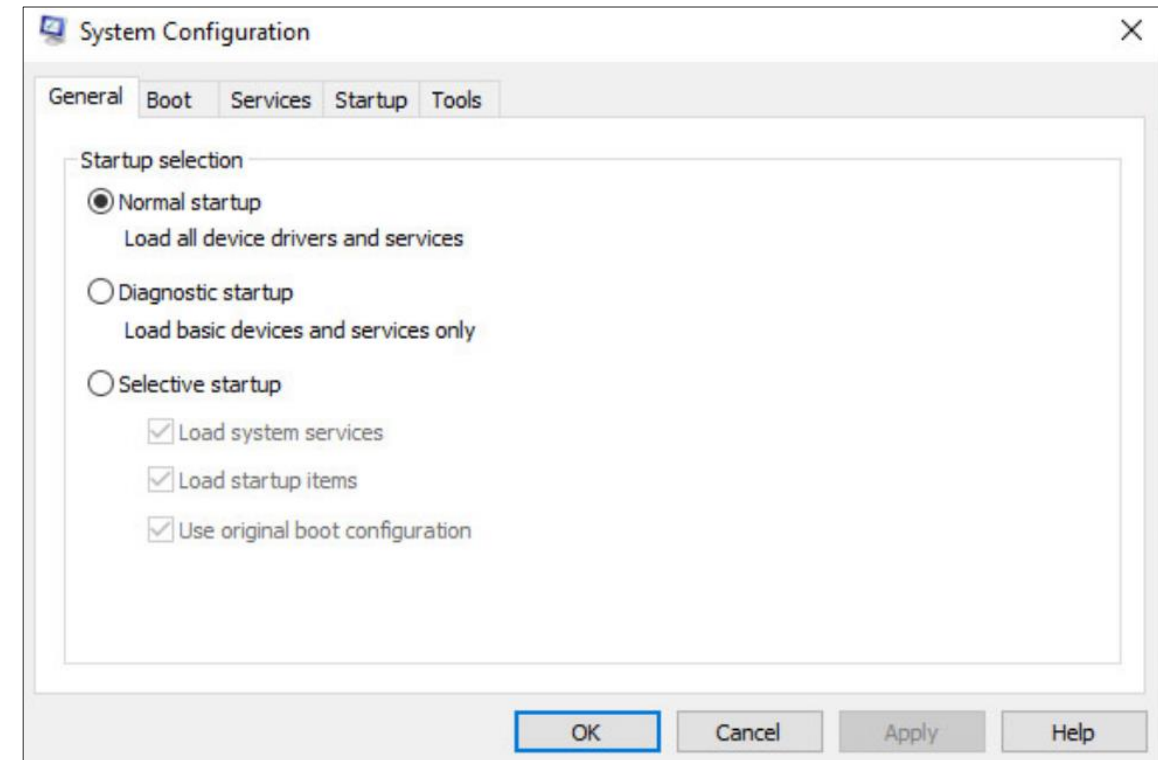 System Configuration
General Boot Services Startup Tools
Startup selection
Normal startup
Load all device drivers and services
Diagnostic startup
Load basic devices and services only
Selective startup
Load system services
Load startup items
Use original boot configuration
OK Cancel Apply Help